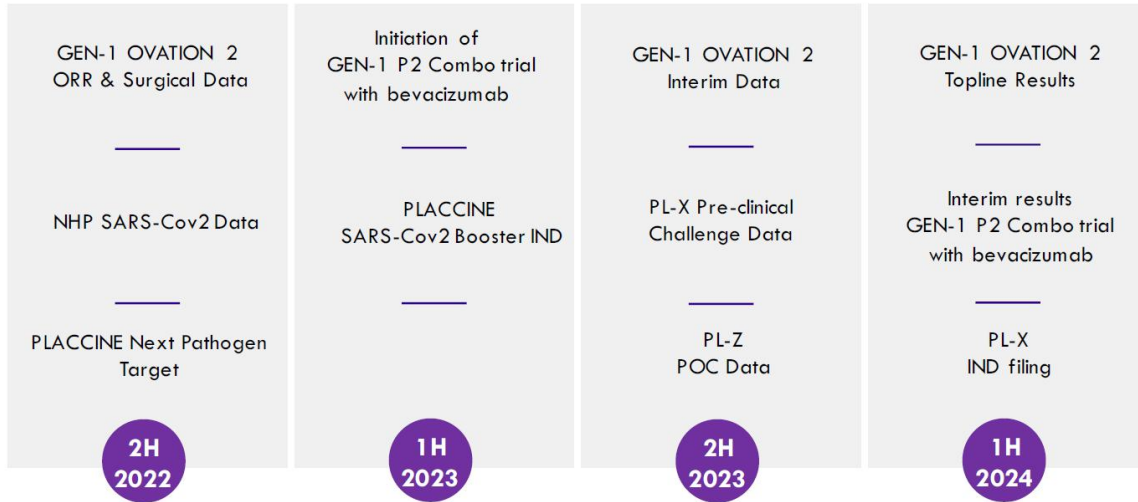 GEN-1 OVATION 2
ORR & Surgical Data
NHP SARS-Cov2 Data
PLACCINE Next Pathogen
Target
2H
2022
Initiation of
GEN-1 P2 Combo trial
with bevacizumab
PLACCINE
SARS-Cov2 Booster IND
1H
2023
GEN-1 OVATION 2
Interim Data
PL-X Pre-clinical
Challenge Data
PL-Z
POC Data
2H
2023
GEN-1 OVATION 2
Topline Results
Interim results
GEN-1 P2 Combo trial
with bevacizumab
PL-X
IND filing
1H
2024